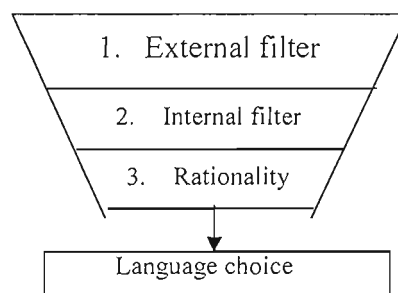 1. External filter
2. Internal filter
3. Rationality
Language choice